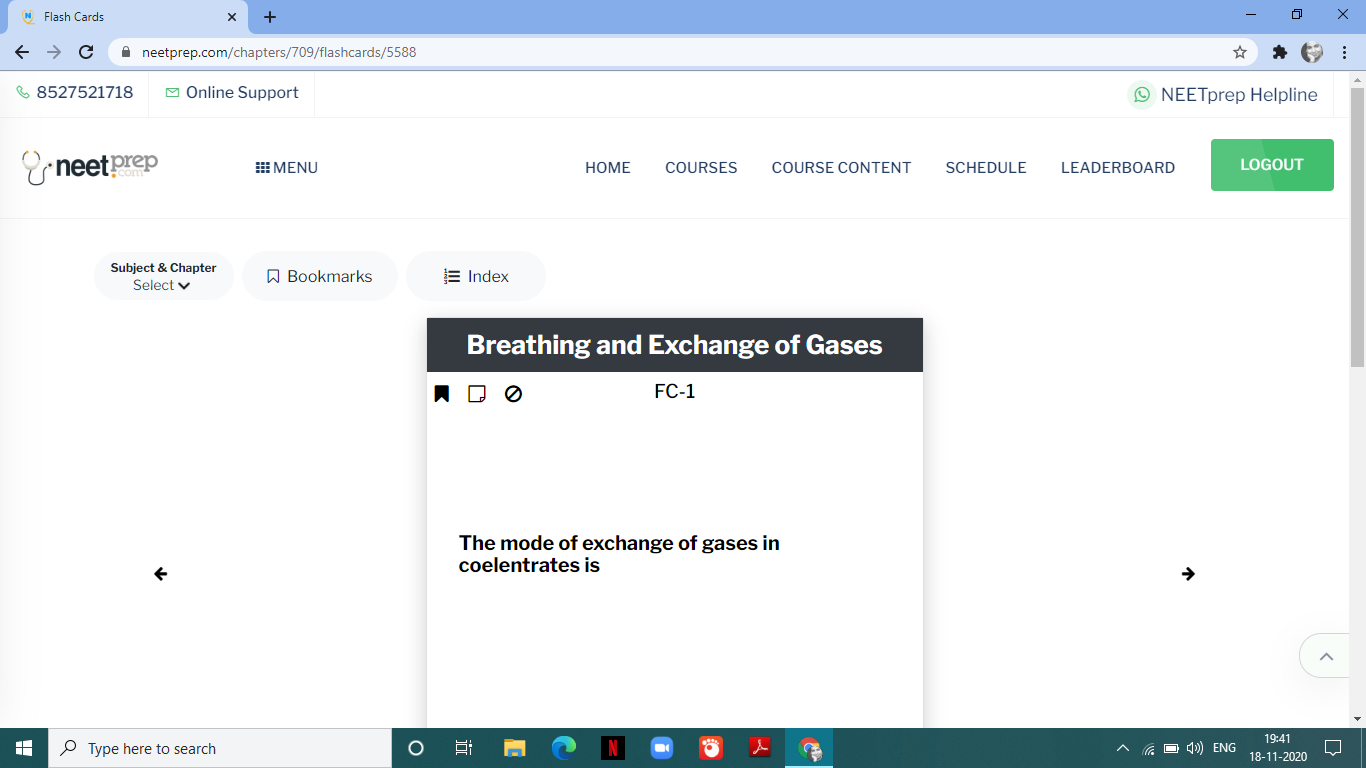 Flash Cards
neetprep.com/chapters/709/flashcards/5588
8527521718 Online Support NEETprep Helpline
neetprep.com MENU HOME COURSES COURSE CONTENT SCHEDULE LEADERBOARD LOGOUT
Subject & Chapter
Select Bookmarks Index
Breathing and Exchange of Gases
FC-1
The mode of exchange of gases in
coelentrates is
Type here to search ENG 19:41
18-11-2020